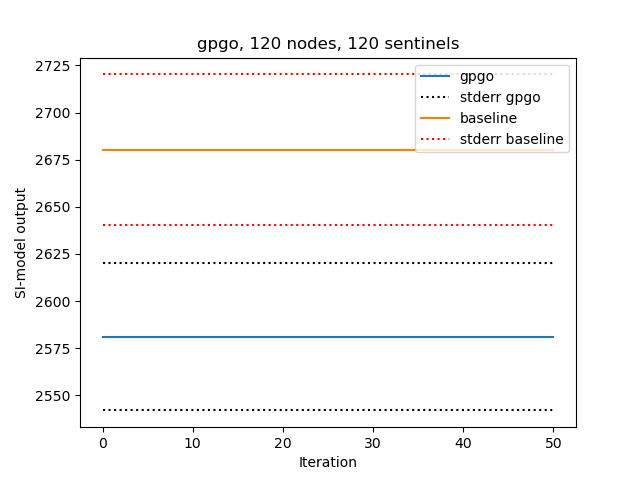 gpgo, 120 nodes, 120 sentinels
2725
2700
2675
2650
2625
2600
2575
2550
SI-model output
gpgo
stderr gpgo
baseline
stderr baseline
0 10 20 30 40 50
Iteration